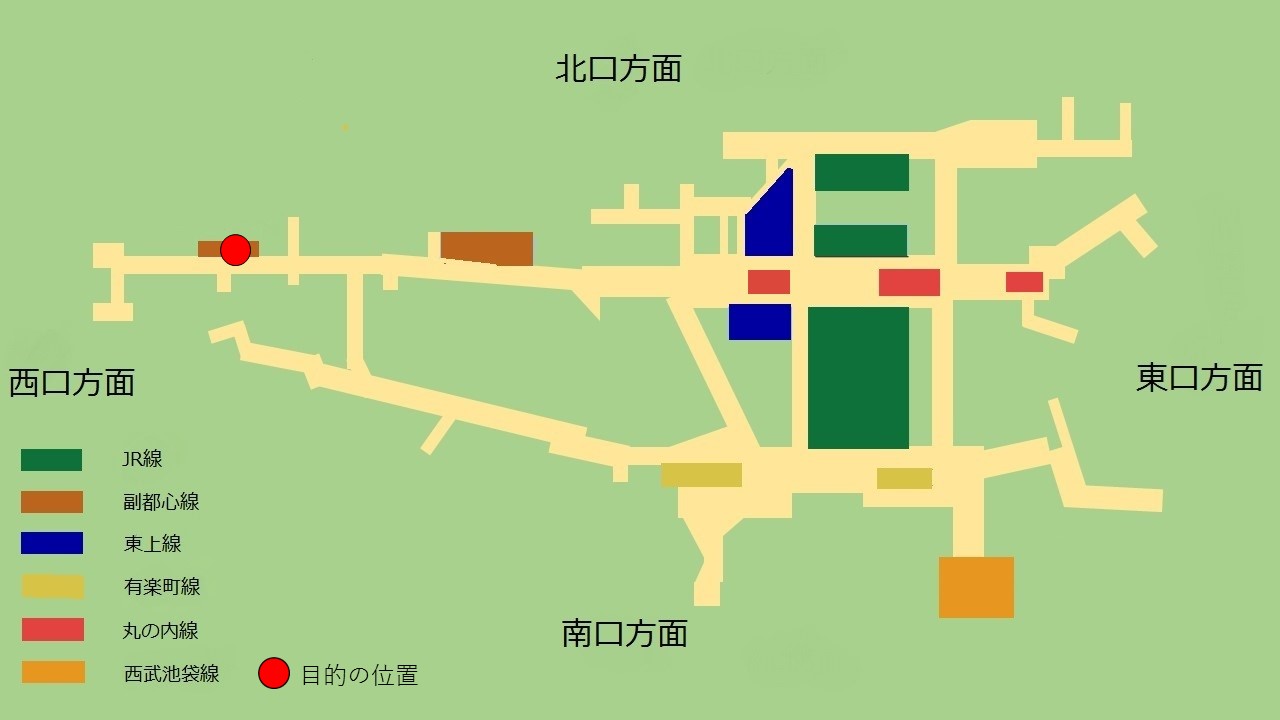 北口方面
西口方面
東口方面
JR線
副都心線
東上線
有楽町線
丸の内線
西武池袋線
目的の位置
南口方面